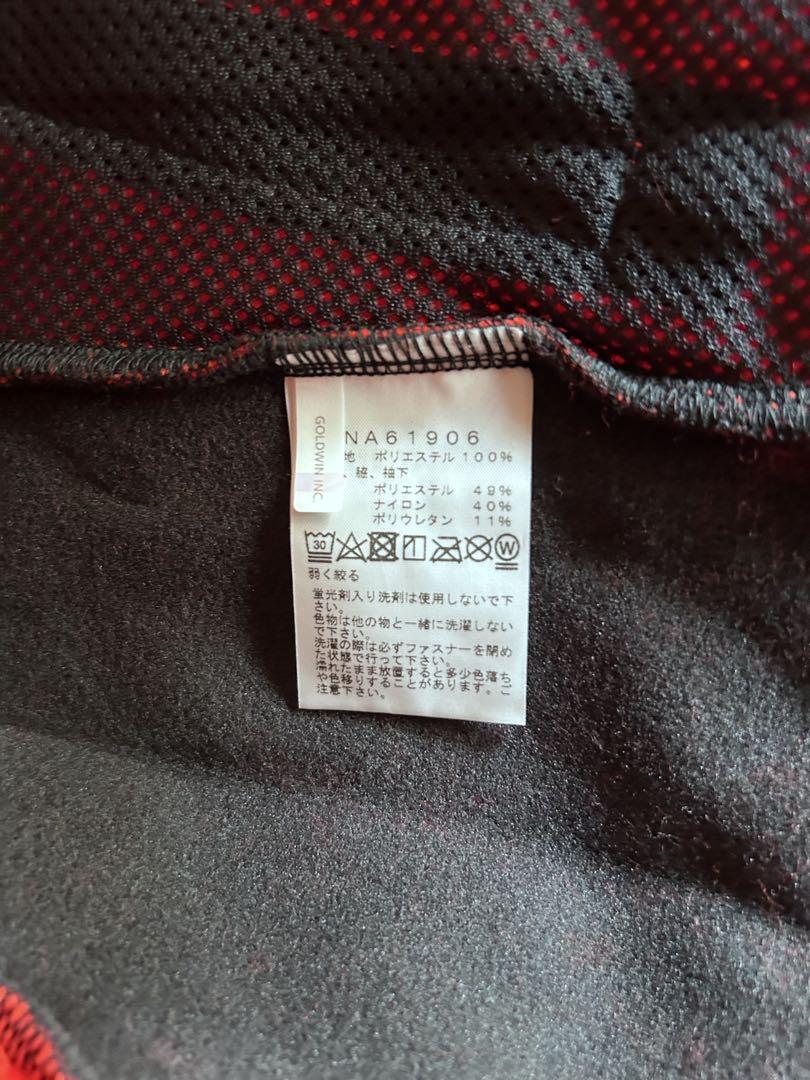 GOLDWIN INC.
NA61906
地 ポリエステル 100%
、脇、袖下
ポリエステル 49%
ナイロン 40%
ポリウレタン 11%
30 W
弱く絞る
蛍光剤入り洗剤は使用しないで下
さい。
色物は他の物と一緒に洗濯しない
で下さい。
洗濯の際は必ずファスナーを閉め
た状態で行って下さい。
濡れたまま放置すると多少色落ち
や色移りすることがあります。ご
注意下さい。